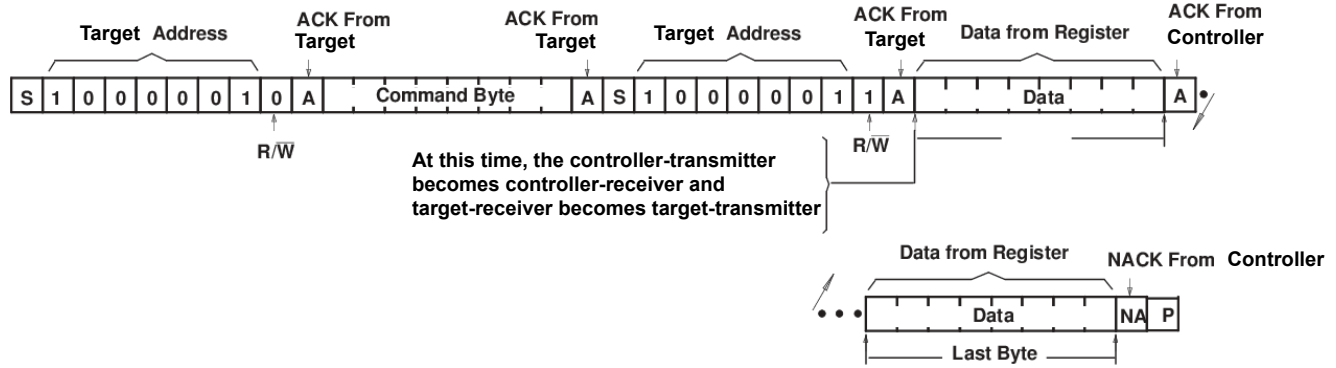 ACK From ACK From ACK From ACK From
Target Address Target Target Target Address Target Data from Register Controller
S 1 0 0 0 0 0 1 0 A Command Byte A S 1 0 0 0 0 0 1 1 A Data A
R/W̅ R/W̅
At this time, the controller-transmitter
becomes controller-receiver and
target-receiver becomes target-transmitter
Data from Register NACK From Controller
Data NA P
Last Byte